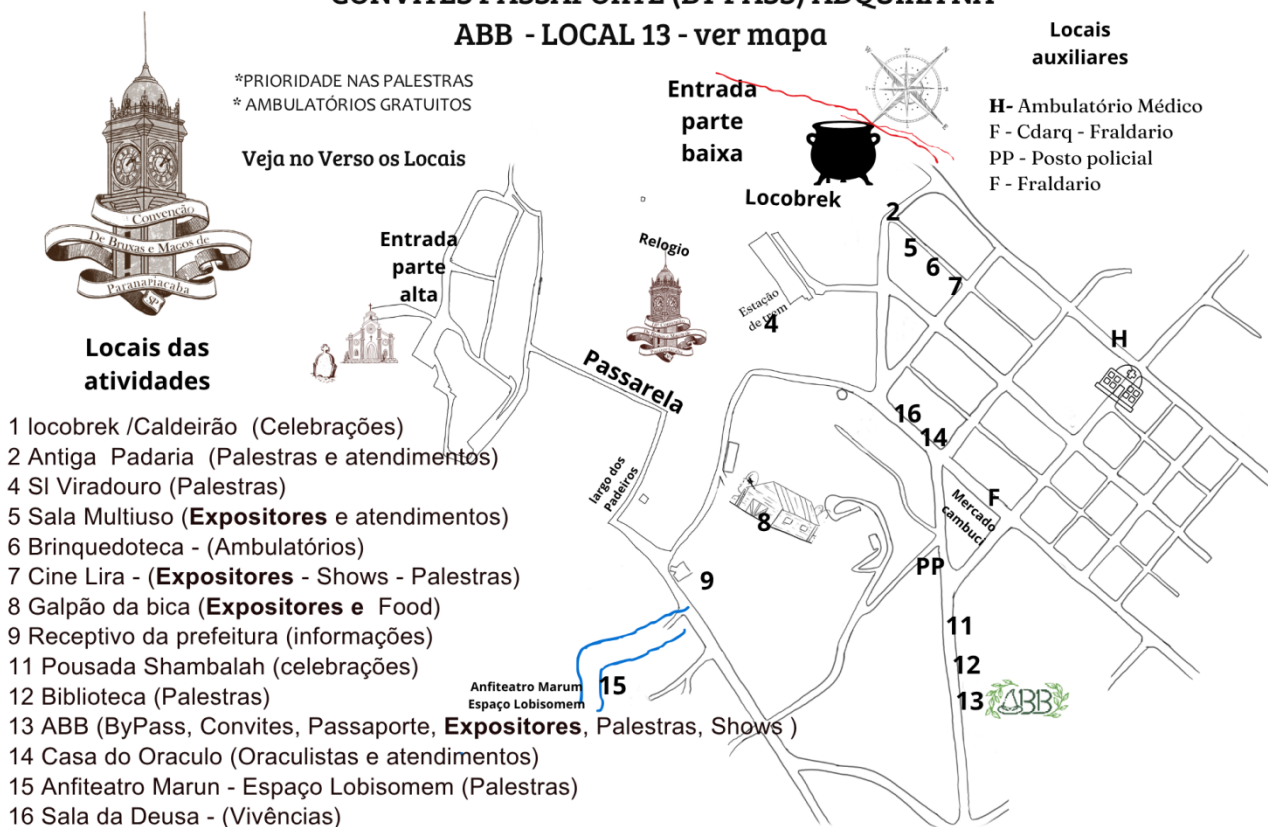 CONVITES PASSAPORTE (BYPASS) ADQUIRA NA
ABB - LOCAL 13 - ver mapa
*PRIORIDADE NAS PALESTRAS
* AMBULATÓRIOS GRATUITOS
Veja no Verso os Locais
Convenção
De Bruxas e Magos de
Paranapiacaba
SP
Locais das
atividades
1 locobrek /Caldeirão (Celebrações)
2 Antiga Padaria (Palestras e atendimentos)
4 Sl Viradouro (Palestras)
5 Sala Multiuso (Expositores e atendimentos)
6 Brinquedoteca - (Ambulatórios)
7 Cine Lira - (Expositores - Shows - Palestras)
8 Galpão da bica (Expositores e Food)
9 Receptivo da prefeitura (informações)
11 Pousada Shambalah (celebrações)
12 Biblioteca (Palestras)
13 ABB (ByPass, Convites, Passaporte, Expositores, Palestras, Shows )
14 Casa do Oraculo (Oraculistas e atendimentos)
15 Anfiteatro Marun - Espaço Lobisomem (Palestras)
16 Sala da Deusa - (Vivências)
Entrada
parte
alta
Entrada
parte
baixa
Locobrek
Relogio
Estação
de trem
4
Passarela
largo dos
Padeiros
2
5
6
7
H
16
14
F
Mercado
cambuci
8
PP
9
11
12
13 ABB
Anfiteatro Marum
Espaço Lobisomem
15
Locais
auxiliares
H- Ambulatório Médico
F - Cdarq - Fraldario
PP - Posto policial
F - Fraldario